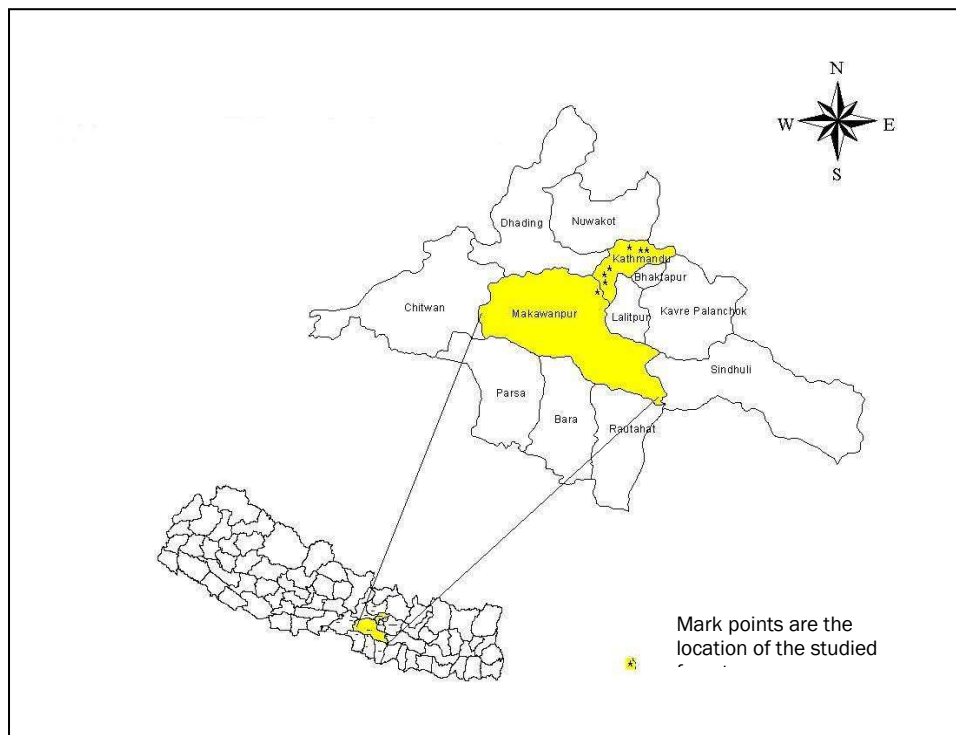 N
W E
S
Dhading
Nuwakot
Kathmandu
Bhaktapur
Chitwan
Makawanpur
Lalitpur
Kavre Palanchok
Sindhuli
Parsa
Bara
Rautahat
Mark points are the
location of the studied